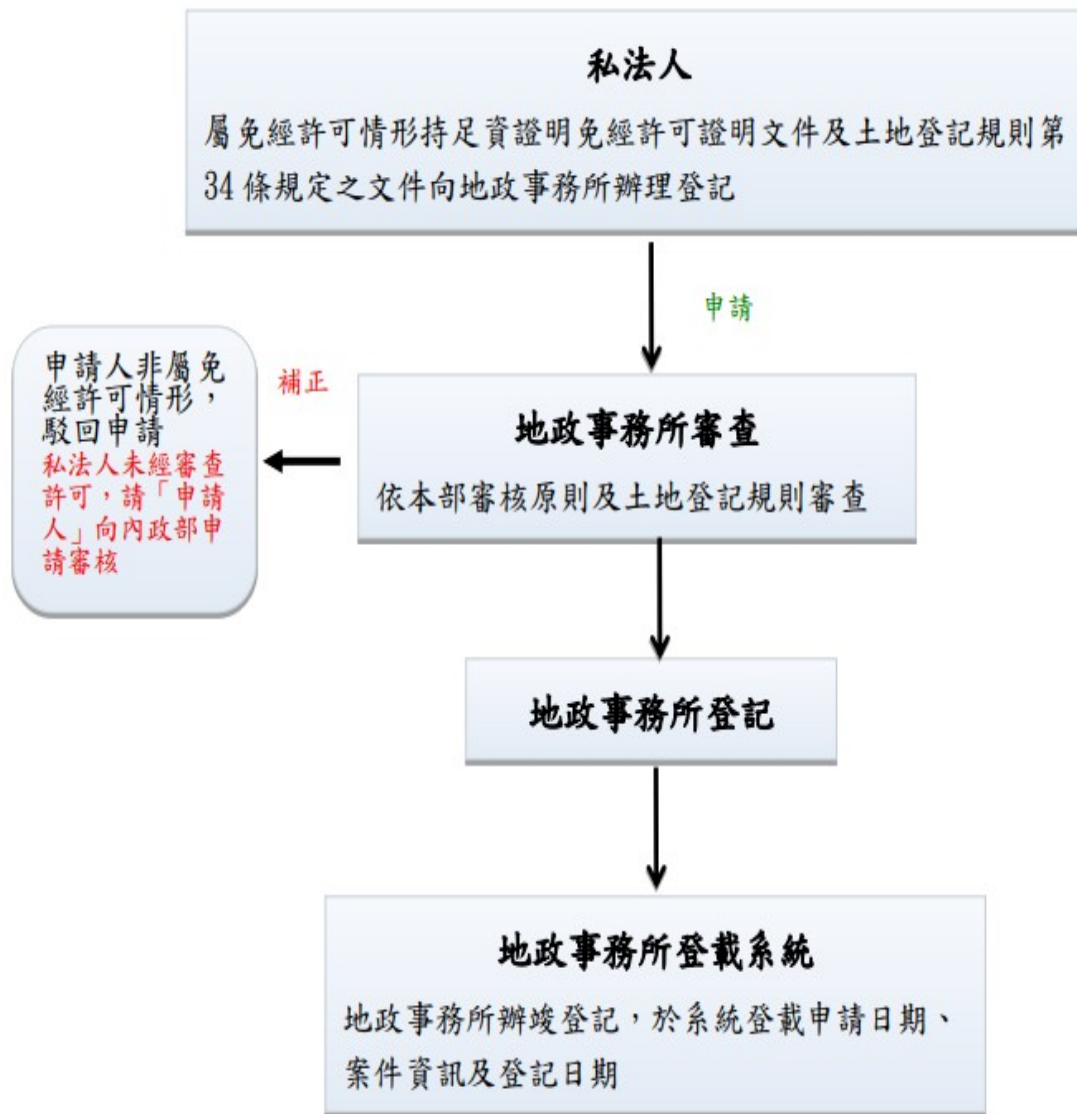 私法人
屬免經許可情形持足資證明免經許可證明文件及土地登記規則第
34 條規定之文件向地政事務所辦理登記
申請
申請人非屬免
經許可情形，
駁回申請
私法人未經審查
許可，請「申請
人」向內政部申
請審核
補正
地政事務所審查
依本部審核原則及土地登記規則審查
地政事務所登記
地政事務所登載系統
地政事務所辦竣登記，於系統登載申請日期、
案件資訊及登記日期